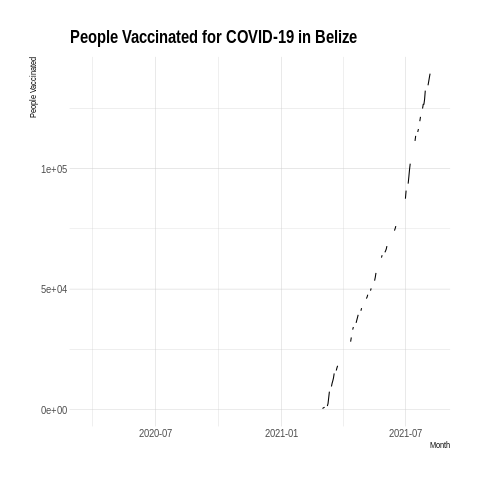 People Vaccinated for COVID-19 in Belize
People Vaccinated
1e+05
5e+04
0e+00
2020-07 2021-01 2021-07
Month